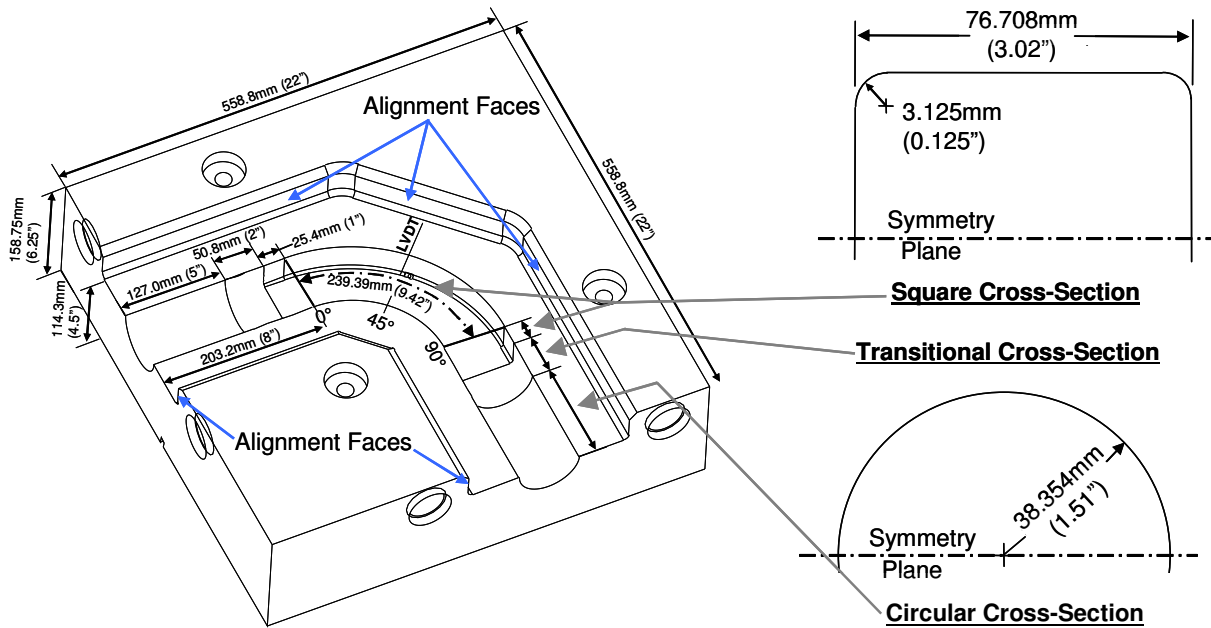 558.8mm (22")
Alignment Faces
558.8mm (22")
158.75mm
(6.25")
50.8mm (2")
25.4mm (1")
127.0mm (5")
LVDT
239.39mm (9.42")
114.3mm
(4.5")
0°
45°
90°
203.2mm (8")
Alignment Faces
76.708mm
(3.02")
3.125mm
(0.125")
Symmetry
Plane
Square Cross-Section
Transitional Cross-Section
38.354mm
(1.51")
Symmetry
Plane
Circular Cross-Section